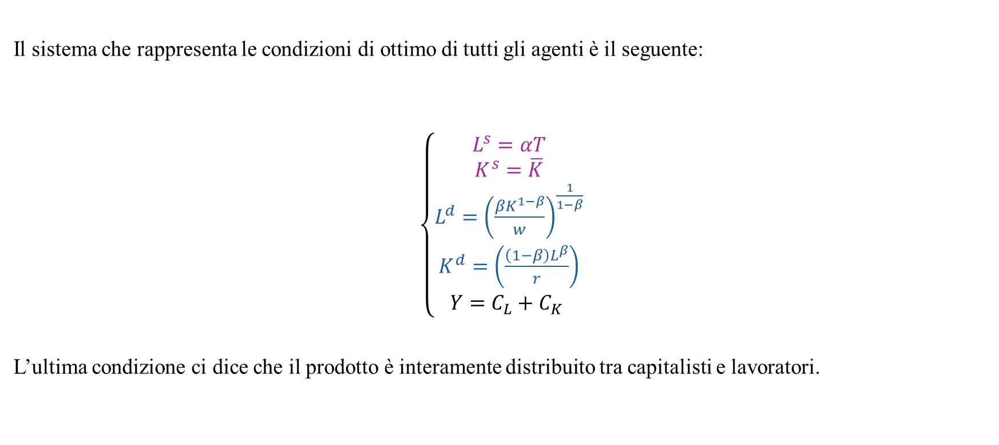 Il sistema che rappresenta le condizioni di ottimo di tutti gli agenti è il seguente:
L^s = αT
K^s = K̅
L^d = (βK^{1−β} / w)^{1/(1−β)}
K^d = ((1−β)L^β / r)
Y = C_L + C_K
L’ultima condizione ci dice che il prodotto è interamente distribuito tra capitalisti e lavoratori.